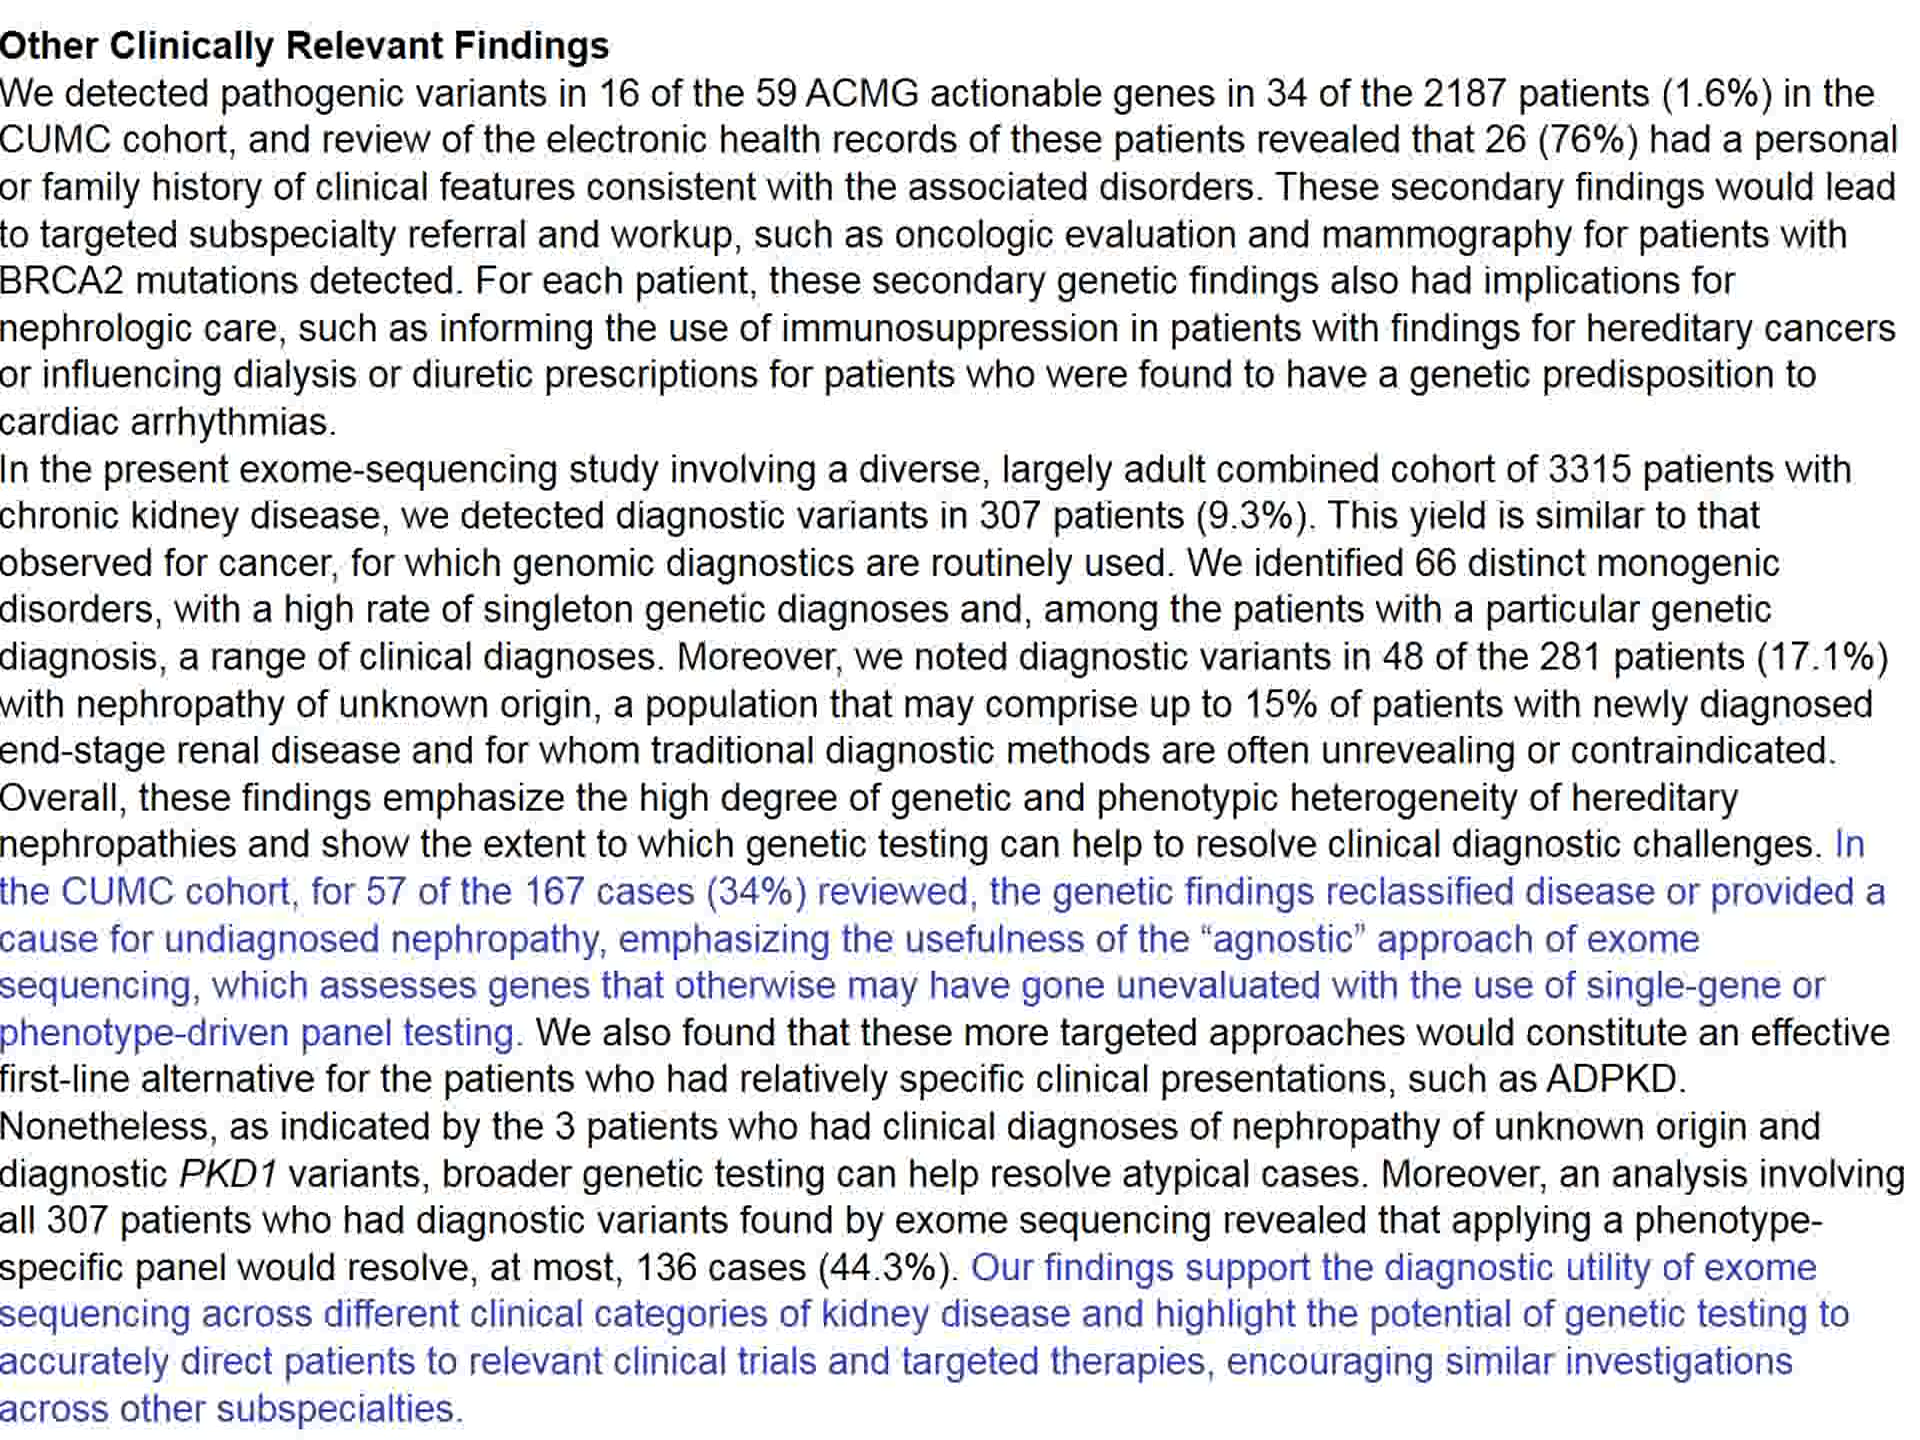 Other Clinically Relevant Findings
We detected pathogenic variants in 16 of the 59 ACMG actionable genes in 34 of the 2187 patients (1.6%) in the
CUMC cohort, and review of the electronic health records of these patients revealed that 26 (76%) had a personal
or family history of clinical features consistent with the associated disorders. These secondary findings would lead
to targeted subspecialty referral and workup, such as oncologic evaluation and mammography for patients with
BRCA2 mutations detected. For each patient, these secondary genetic findings also had implications for
nephrologic care, such as informing the use of immunosuppression in patients with findings for hereditary cancers
or influencing dialysis or diuretic prescriptions for patients who were found to have a genetic predisposition to
cardiac arrhythmias.
In the present exome-sequencing study involving a diverse, largely adult combined cohort of 3315 patients with
chronic kidney disease, we detected diagnostic variants in 307 patients (9.3%). This yield is similar to that
observed for cancer, for which genomic diagnostics are routinely used. We identified 66 distinct monogenic
disorders, with a high rate of singleton genetic diagnoses and, among the patients with a particular genetic
diagnosis, a range of clinical diagnoses. Moreover, we noted diagnostic variants in 48 of the 281 patients (17.1%)
with nephropathy of unknown origin, a population that may comprise up to 15% of patients with newly diagnosed
end-stage renal disease and for whom traditional diagnostic methods are often unrevealing or contraindicated.
Overall, these findings emphasize the high degree of genetic and phenotypic heterogeneity of hereditary
nephropathies and show the extent to which genetic testing can help to resolve clinical diagnostic challenges. In
the CUMC cohort, for 57 of the 167 cases (34%) reviewed, the genetic findings reclassified disease or provided a
cause for undiagnosed nephropathy, emphasizing the usefulness of the “agnostic” approach of exome
sequencing, which assesses genes that otherwise may have gone unevaluated with the use of single-gene or
phenotype-driven panel testing. We also found that these more targeted approaches would constitute an effective
first-line alternative for the patients who had relatively specific clinical presentations, such as ADPKD.
Nonetheless, as indicated by the 3 patients who had clinical diagnoses of nephropathy of unknown origin and
diagnostic PKD1 variants, broader genetic testing can help resolve atypical cases. Moreover, an analysis involving
all 307 patients who had diagnostic variants found by exome sequencing revealed that applying a phenotype-
specific panel would resolve, at most, 136 cases (44.3%). Our findings support the diagnostic utility of exome
sequencing across different clinical categories of kidney disease and highlight the potential of genetic testing to
accurately direct patients to relevant clinical trials and targeted therapies, encouraging similar investigations
across other subspecialties.